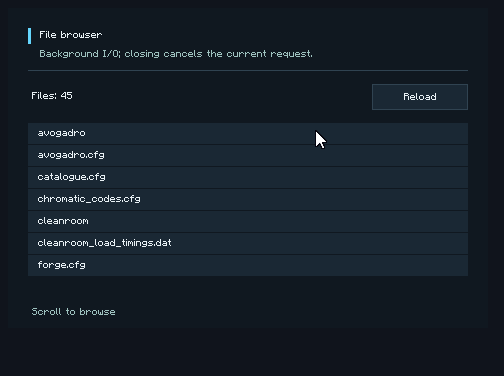 File browser
Background I/O; closing cancels the current request.
Files: 45
Reload
avogadro
avogadro.cfg
catalogue.cfg
chromatic_codes.cfg
cleanroom
cleanroom_load_timings.dat
forge.cfg
Scroll to browse